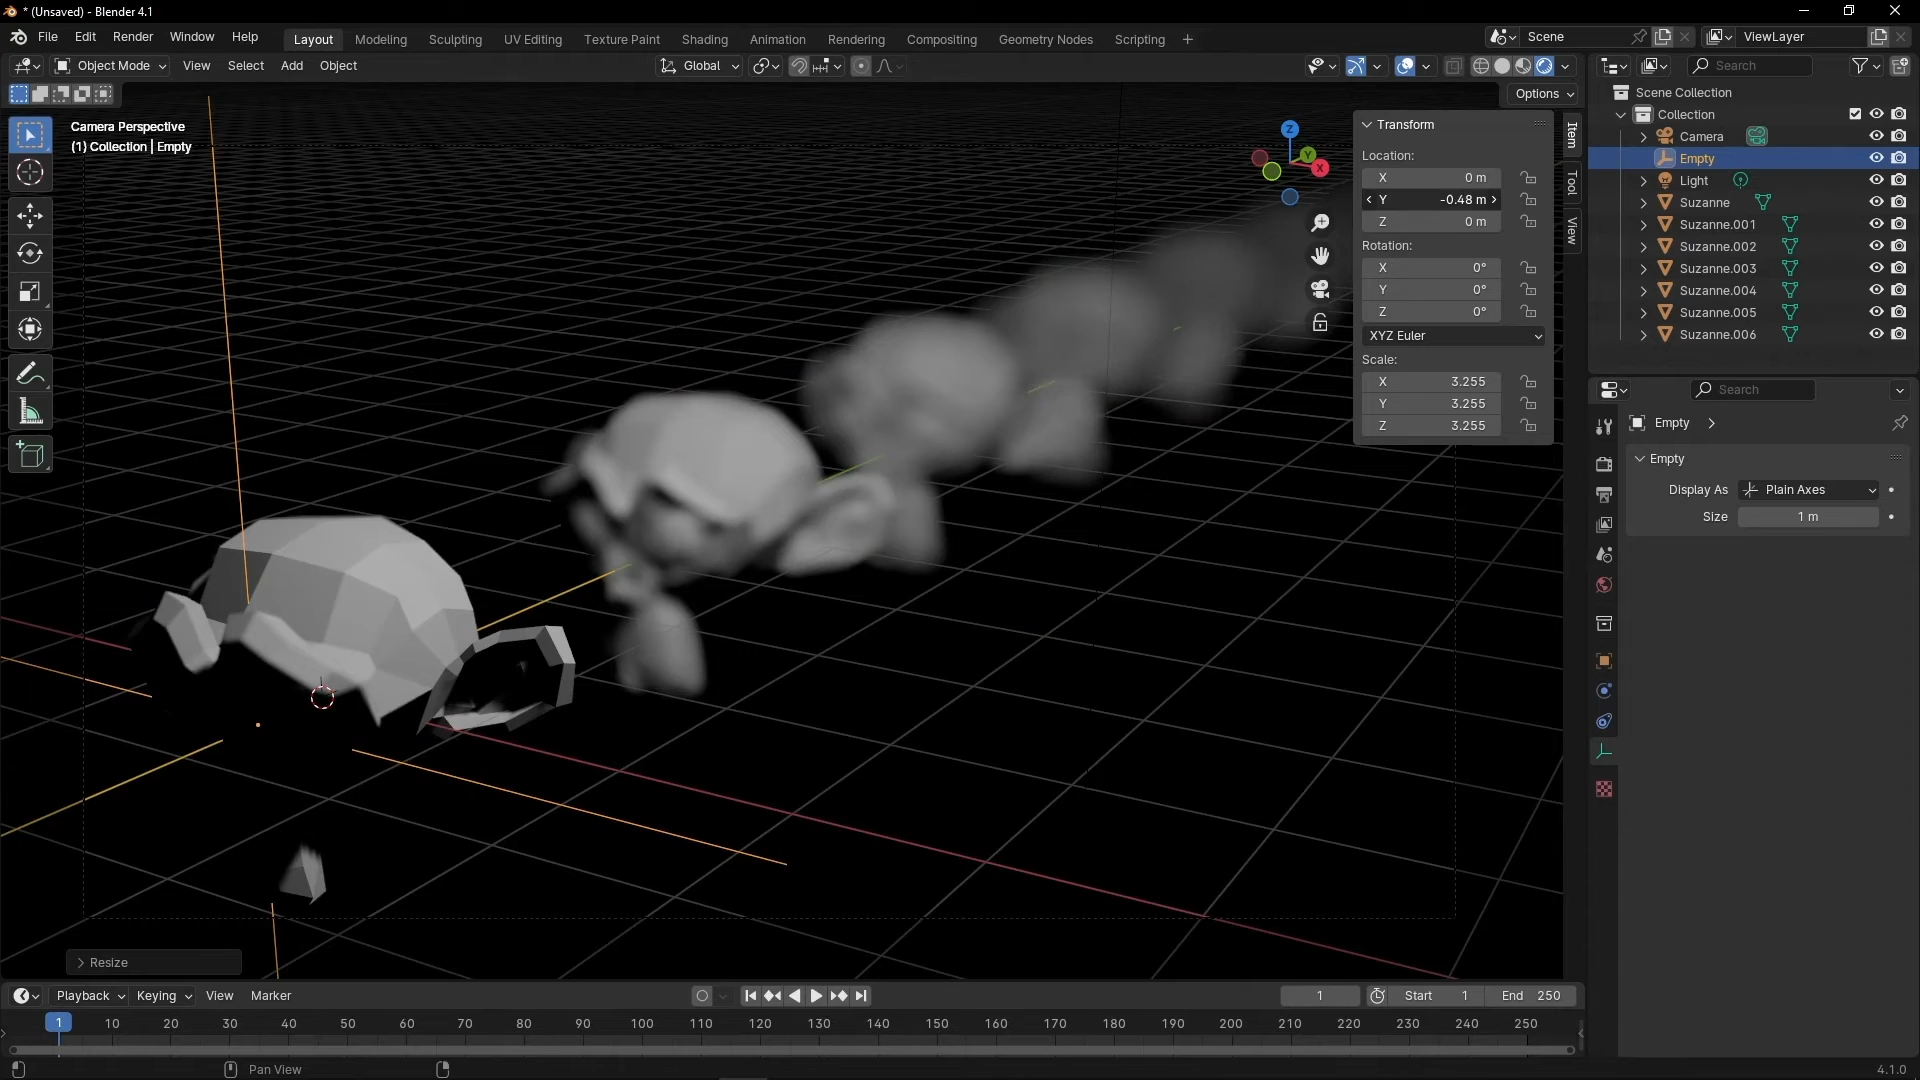 * (Unsaved) - Blender 4.1
File Edit Render Window Help Layout Modeling Sculpting UV Editing Texture Paint Shading Animation Rendering Compositing Geometry Nodes Scripting + Scene ViewLayer
Object Mode View Select Add Object Global Search
Options
Camera Perspective
(1) Collection | Empty
Z
Y
X
Transform
Location:
X 0 m
Y -0.48 m
Z 0 m
Rotation:
X 0°
Y 0°
Z 0°
XYZ Euler
Scale:
X 3.255
Y 3.255
Z 3.255
Item
Tool
View
Scene Collection
Collection
Camera
Empty
Light
Suzanne
Suzanne.001
Suzanne.002
Suzanne.003
Suzanne.004
Suzanne.005
Suzanne.006
Search
Empty
Empty
Display As Plain Axes
Size 1 m
Resize
Playback Keying View Marker 1 Start 1 End 250
1 10 20 30 40 50 60 70 80 90 100 110 120 130 140 150 160 170 180 190 200 210 220 230 240 250
Pan View 4.1.0